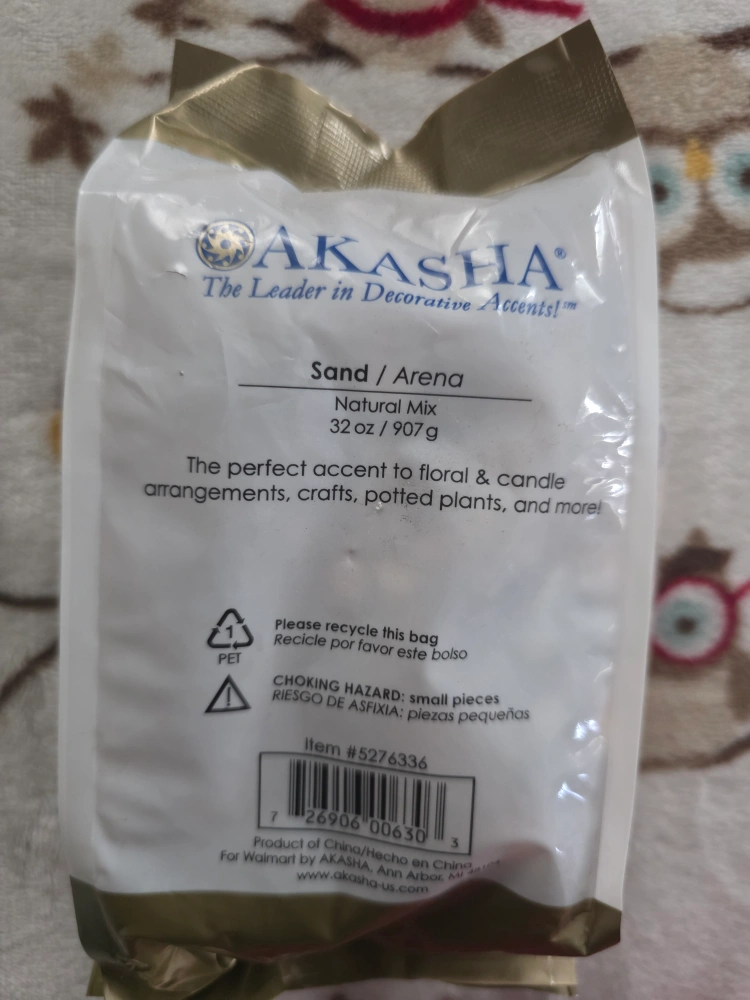 AKASHA®
The Leader in Decorative Accents!™
Sand / Arena
Natural Mix
32 oz / 907 g
The perfect accent to floral & candle
arrangements, crafts, potted plants, and more!
1
PET
Please recycle this bag
Recicle por favor este bolso
CHOKING HAZARD: small pieces
RIESGO DE ASFIXIA: piezas pequeñas
Item #5276336
7 26906 00630 3
Product of China/Hecho en China
For Walmart by AKASHA, Ann Arbor, MI
www.akasha-us.com